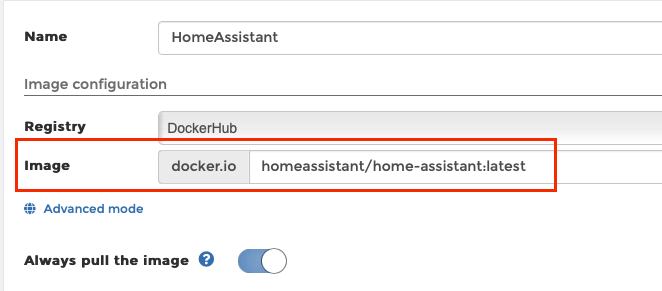 Name HomeAssistant
Image configuration
Registry DockerHub
Image docker.io homeassistant/home-assistant:latest
Advanced mode
Always pull the image ?